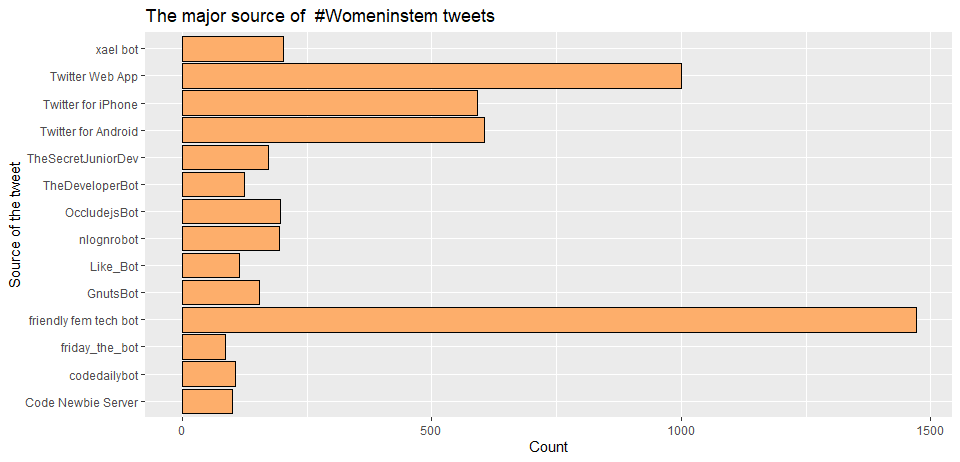 The major source of  #Womeninstem tweets
Source of the tweet
xael bot
Twitter Web App
Twitter for iPhone
Twitter for Android
TheSecretJuniorDev
TheDeveloperBot
OccludejsBot
nlognrobot
Like_Bot
GnutsBot
friendly fem tech bot
friday_the_bot
codedailybot
Code Newbie Server
0 500 1000 1500
Count